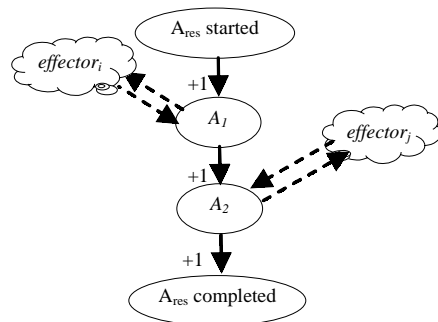 A_res started
effector_i
+1
A_1
effector_j
+1
A_2
+1
A_res completed